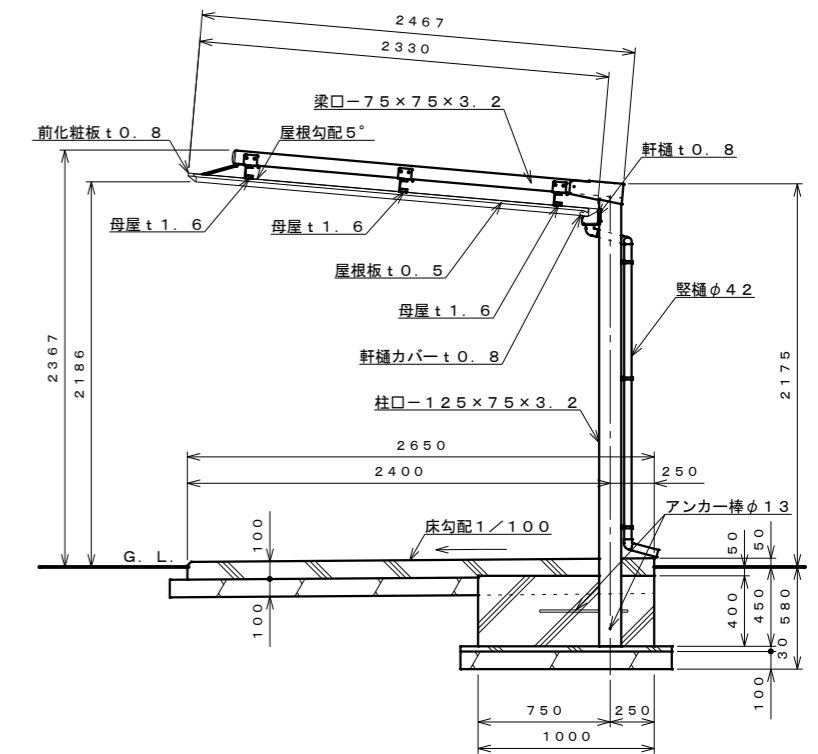 ２４６７
２３３０
梁口－７５×７５×３．２
前化粧板ｔ０．８
屋根勾配５°
軒樋ｔ０．８
母屋ｔ１．６
母屋ｔ１．６
屋根板ｔ０．５
母屋ｔ１．６
竪樋φ４２
軒樋カバーｔ０．８
２３６７
２１８６
２１７５
柱口－１２５×７５×３．２
２６５０
２４００
２５０
アンカー棒φ１３
床勾配１／１００
Ｇ．Ｌ．
１００
１００
５０
５０
４００
４５０
５８０
３０
１００
７５０
２５０
１０００